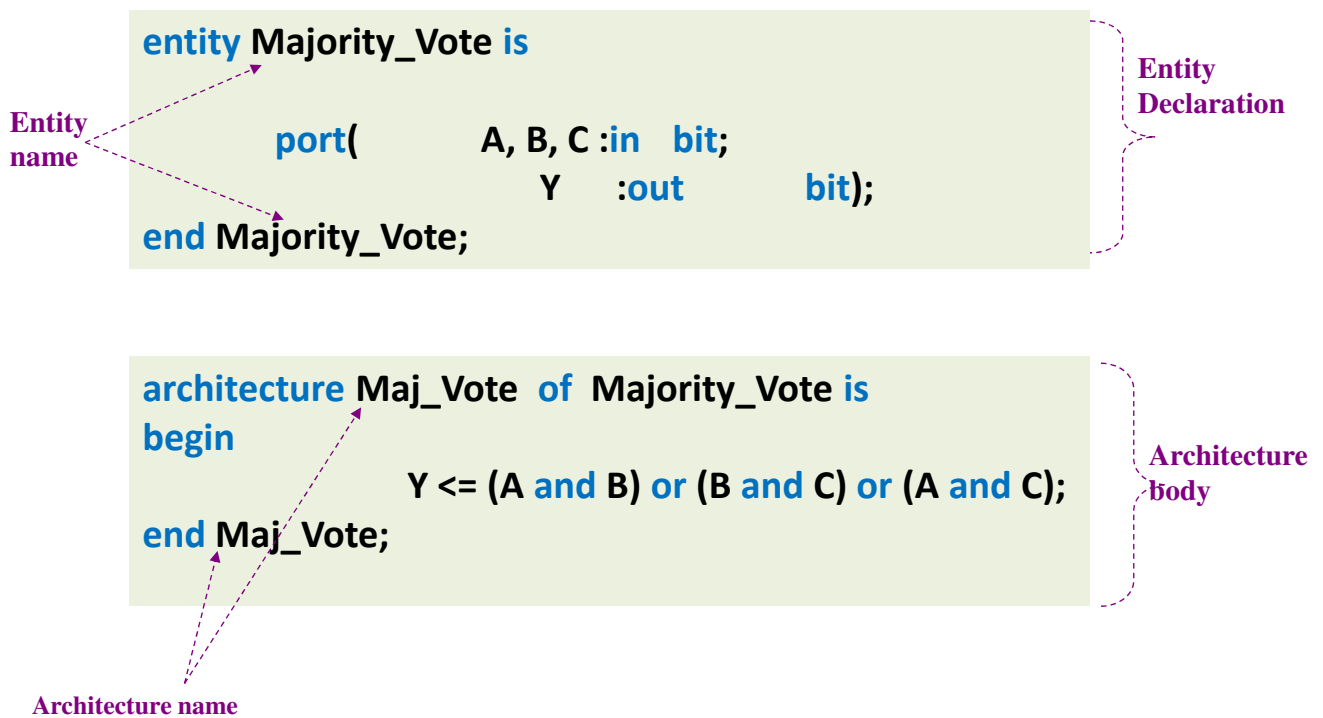 entity Majority_Vote is
Entity
Declaration
Entity
name
port( A, B, C :in bit;
Y :out bit);
end Majority_Vote;
architecture Maj_Vote of Majority_Vote is
begin
Y <= (A and B) or (B and C) or (A and C);
end Maj_Vote;
Architecture
body
Architecture name